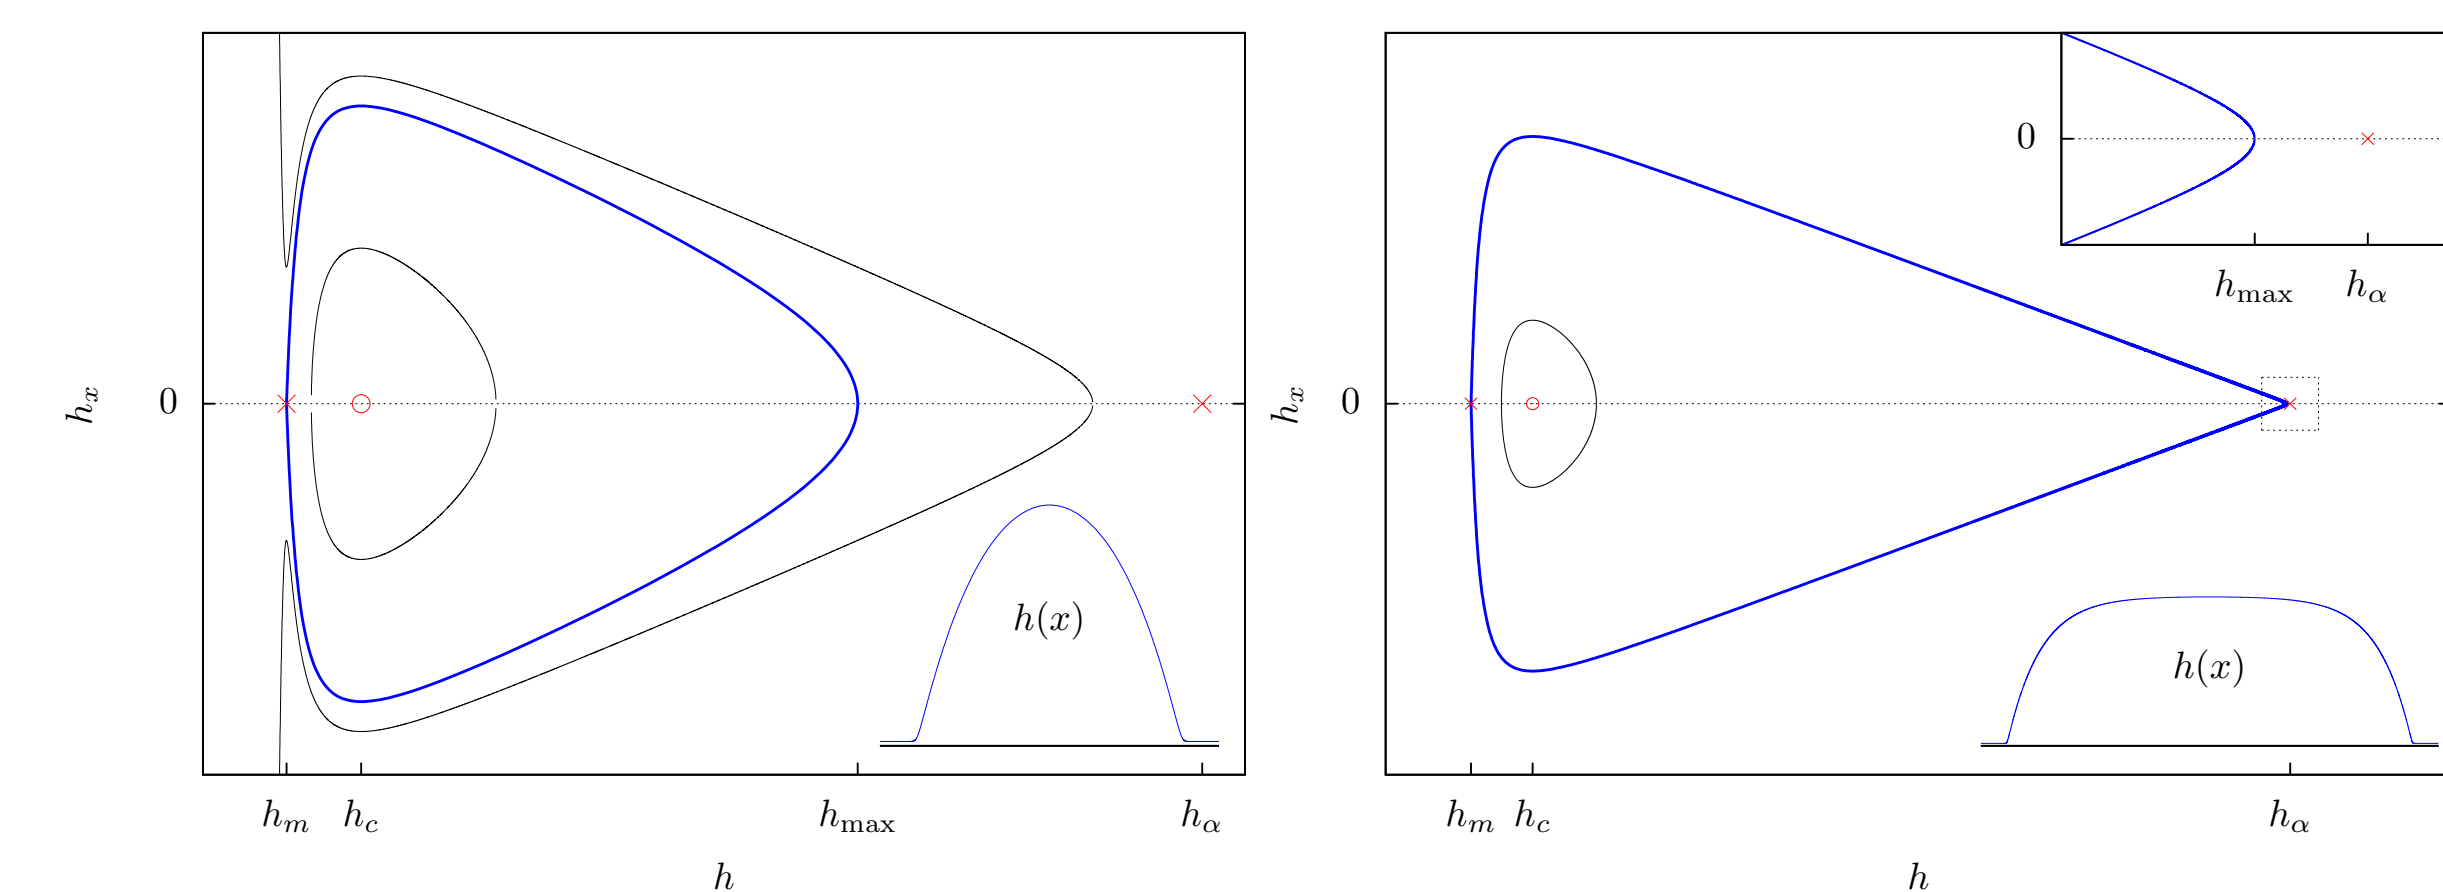 h_x
0
h_m
h_c
h_max
h_α
h
h(x)
h_x
0
h_m
h_c
h_α
h
h(x)
0
h_max
h_α